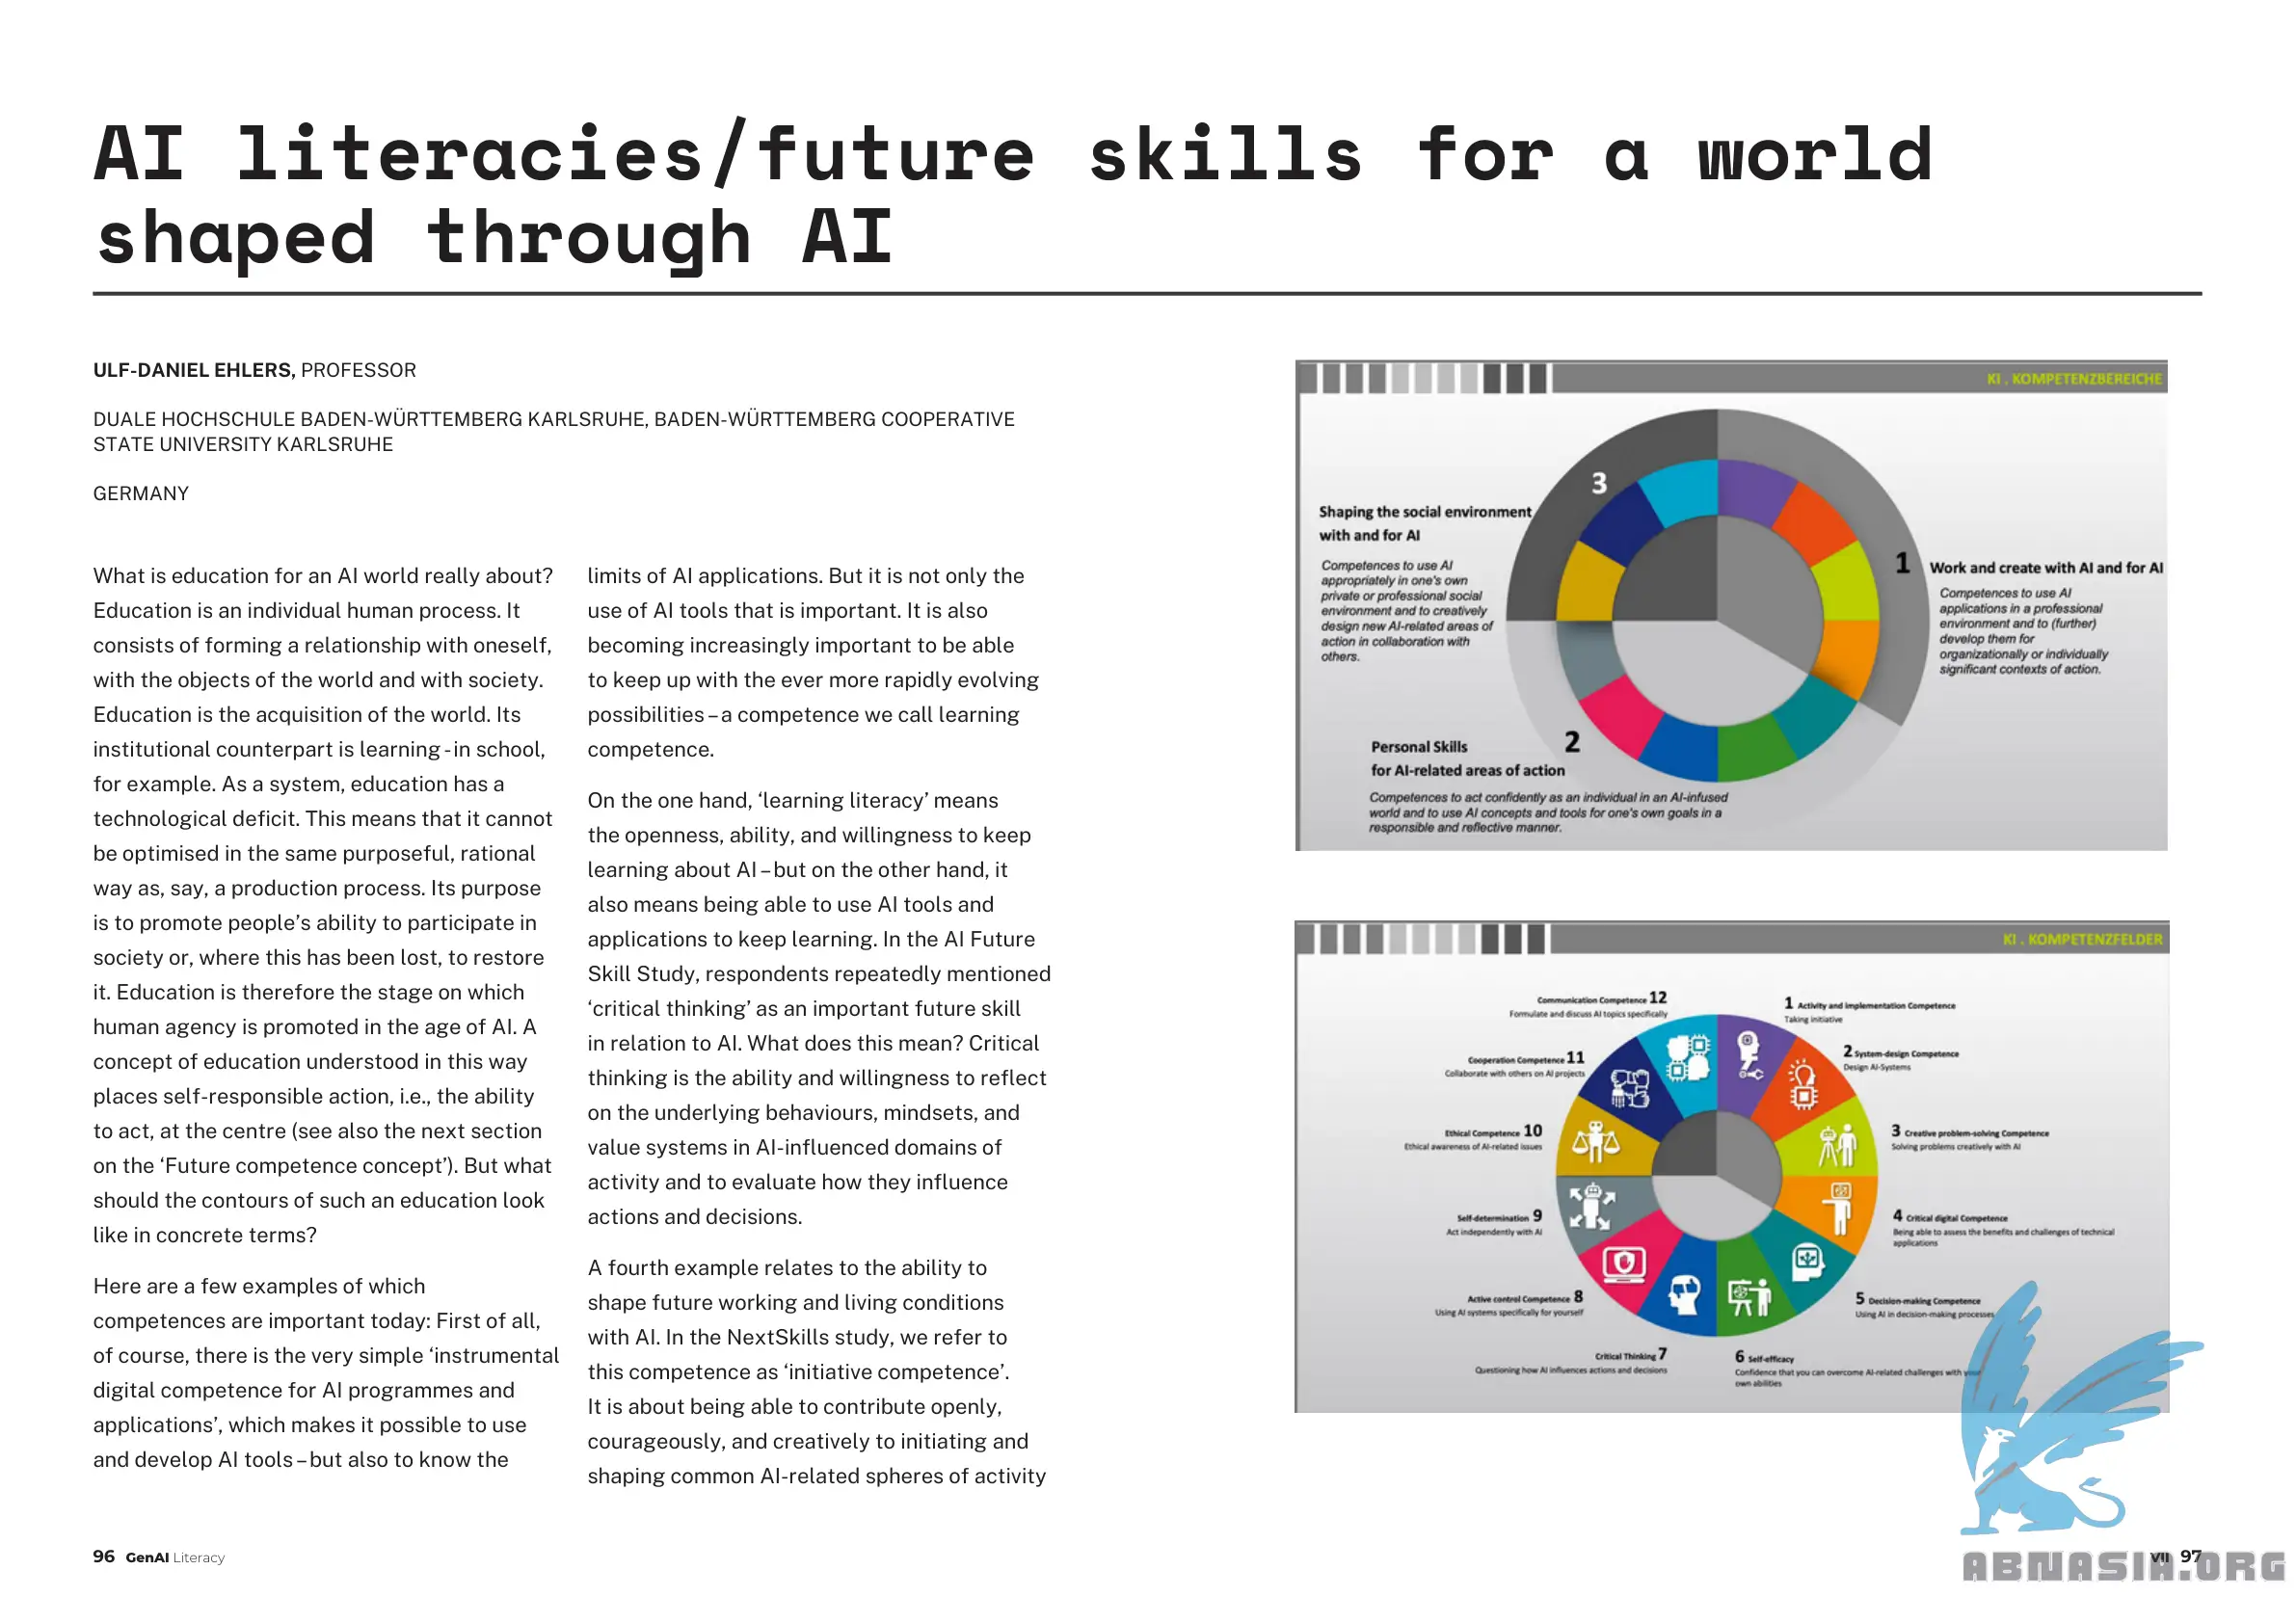 AI literacies/future skills for a world
shaped through AI
ULF-DANIEL EHLERS, PROFESSOR
DUALE HOCHSCHULE BADEN-WÜRTTEMBERG KARLSRUHE, BADEN-WÜRTTEMBERG COOPERATIVE
STATE UNIVERSITY KARLSRUHE
GERMANY
What is education for an AI world really about?
Education is an individual human process. It
consists of forming a relationship with oneself,
with the objects of the world and with society.
Education is the acquisition of the world. Its
institutional counterpart is learning - in school,
for example. As a system, education has a
technological deficit. This means that it cannot
be optimised in the same purposeful, rational
way as, say, a production process. Its purpose
is to promote people's ability to participate in
society or, where this has been lost, to restore
it. Education is therefore the stage on which
human agency is promoted in the age of AI. A
concept of education understood in this way
places self-responsible action, i.e., the ability
to act, at the centre (see also the next section
on the 'Future competence concept'). But what
should the contours of such an education look
like in concrete terms?
Here are a few examples of which
competences are important today: First of all,
of course, there is the very simple 'instrumental
digital competence for AI programmes and
applications', which makes it possible to use
and develop AI tools – but also to know the
limits of AI applications. But it is not only the
use of AI tools that is important. It is also
becoming increasingly important to be able
to keep up with the ever more rapidly evolving
possibilities – a competence we call learning
competence.
On the one hand, 'learning literacy' means
the openness, ability, and willingness to keep
learning about AI – but on the other hand, it
also means being able to use AI tools and
applications to keep learning. In the AI Future
Skill Study, respondents repeatedly mentioned
'critical thinking' as an important future skill
in relation to AI. What does this mean? Critical
thinking is the ability and willingness to reflect
on the underlying behaviours, mindsets, and
value systems in AI-influenced domains of
activity and to evaluate how they influence
actions and decisions.
A fourth example relates to the ability to
shape future working and living conditions
with AI. In the NextSkills study, we refer to
this competence as 'initiative competence'.
It is about being able to contribute openly,
courageously, and creatively to initiating and
shaping common AI-related spheres of activity
KI . KOMPETENZBEREICHE
3
Shaping the social environment
with and for AI
Competences to use AI
appropriately in one's own
private or professional social
environment and to creatively
design new AI-related areas of
action in collaboration with
others.
1 Work and create with AI and for AI
Competences to use AI
applications in a professional
environment and to (further)
develop them for
organizationally or individually
significant contexts of action.
2
Personal Skills
for AI-related areas of action
Competences to act confidently as an individual in an AI-infused
world and to use AI concepts and tools for one's own goals in a
responsible and reflective manner.
KI . KOMPETENZFELDER
Communication Competence 12
Formulate and discuss AI topics specifically
1 Activity and implementation Competence
Taking initiative
Cooperation Competence 11
Collaborate with others on AI projects
2 System-design Competence
Design AI-Systems
Ethical Competence 10
Ethical awareness of AI-related issues
3 Creative problem-solving Competence
Solving problems creatively with AI
Self-determination 9
Act independently with AI
4 Critical digital Competence
Being able to assess the benefits and challenges of technical
applications
Active control Competence 8
Using AI systems specifically for yourself
5 Decision-making Competence
Using AI in decision-making processes
Critical Thinking 7
Questioning how AI influences actions and decisions
6 Self-efficacy
Confidence that you can overcome AI-related challenges with your
own abilities
96 GenAI Literacy
VII 97
ABNASIA.ORG